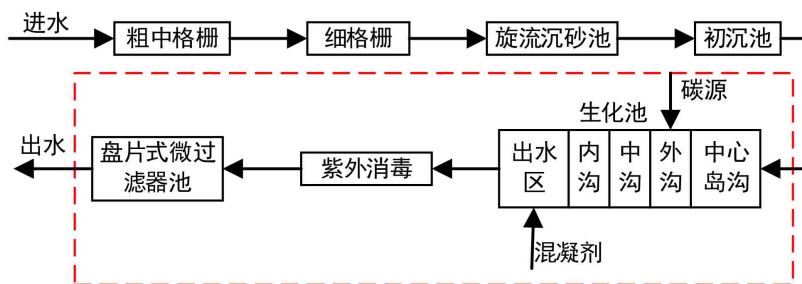 进水
粗中格栅
细格栅
旋流沉砂池
初沉池
碳源
生化池
出水
盘片式微过
滤器池
紫外消毒
出水
区
内
沟
中
沟
外
沟
中心
岛沟
混凝剂